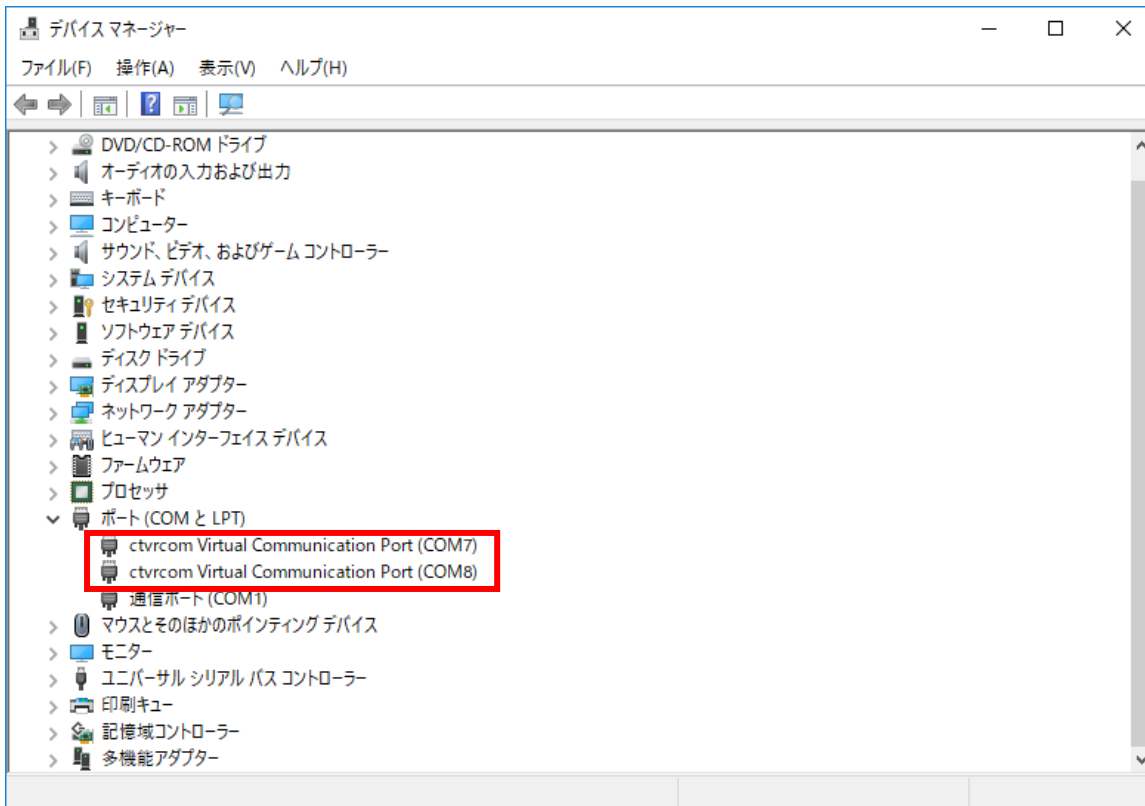 デバイス マネージャー
ファイル(F) 操作(A) 表示(V) ヘルプ(H)
DVD/CD-ROM ドライブ
オーディオの入力および出力
キーボード
コンピューター
サウンド、ビデオ、およびゲーム コントローラー
システム デバイス
セキュリティ デバイス
ソフトウェア デバイス
ディスク ドライブ
ディスプレイ アダプター
ネットワーク アダプター
ヒューマン インターフェイス デバイス
ファームウェア
プロセッサ
ポート (COM と LPT)
ctvrcom Virtual Communication Port (COM7)
ctvrcom Virtual Communication Port (COM8)
通信ポート (COM1)
マウスとそのほかのポインティング デバイス
モニター
ユニバーサル シリアル バス コントローラー
印刷キュー
記憶域コントローラー
多機能アダプター